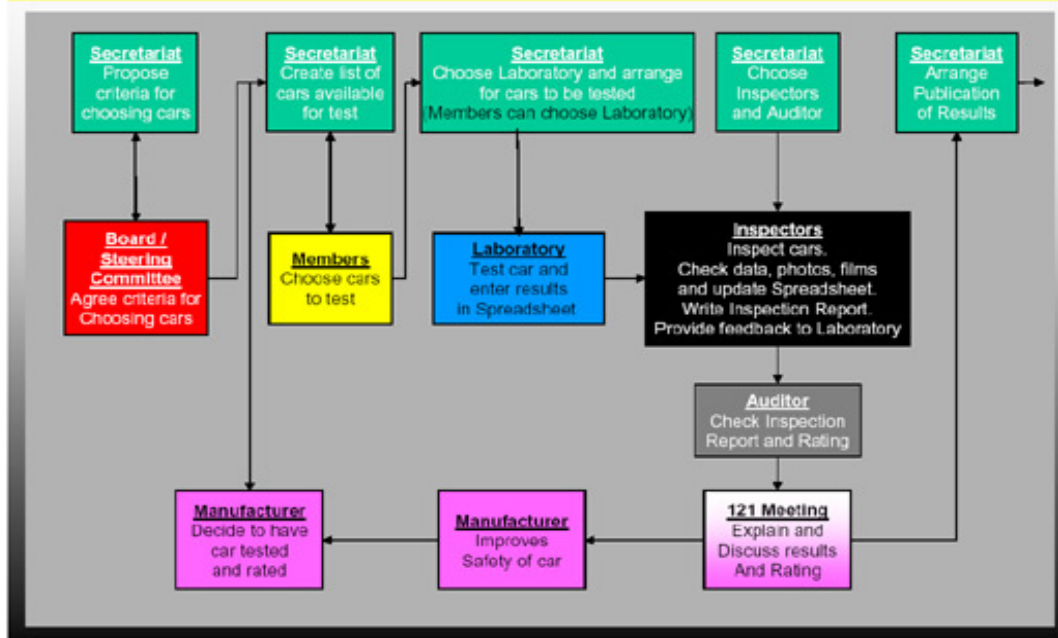 Secretariat
Propose
criteria for
choosing cars
Secretariat
Create list of
cars available
for test
Secretariat
Choose Laboratory and arrange
for cars to be tested
(Members can choose Laboratory)
Secretariat
Choose
Inspectors
and Auditor
Secretariat
Arrange
Publication
of Results
Board /
Steering
Committee
Agree criteria for
Choosing cars
Members
Choose cars
to test
Laboratory
Test car and
enter results
in Spreadsheet
Inspectors
Inspect cars.
Check data, photos, films
and update Spreadsheet.
Write Inspection Report.
Provide feedback to Laboratory
Auditor
Check Inspection
Report and Rating
Manufacturer
Decide to have
car tested
and rated
Manufacturer
Improves
Safety of car
121 Meeting
Explain and
Discuss results
And Rating